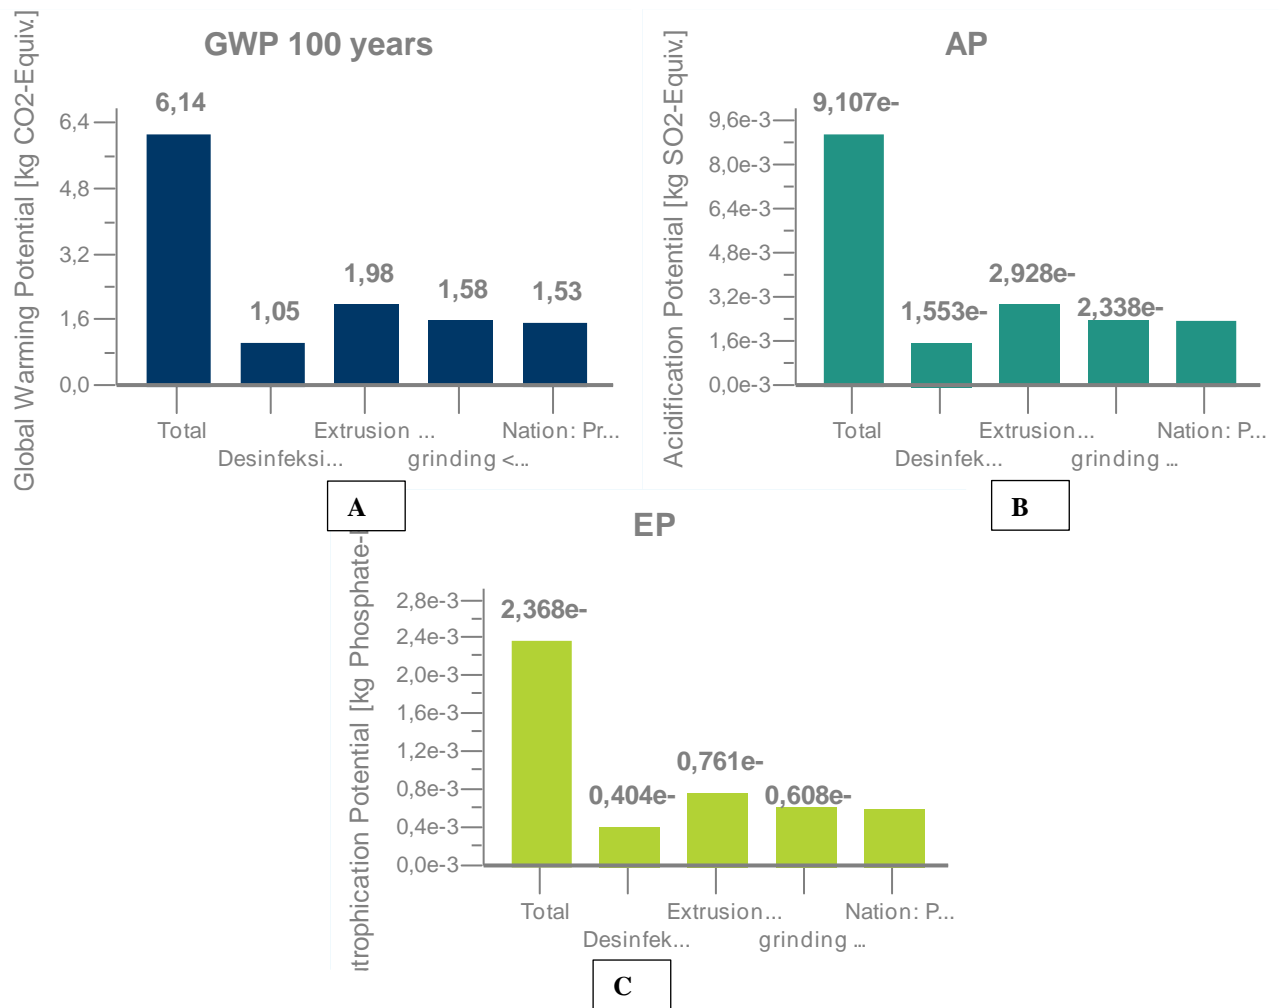 GWP 100 years
Global Warming Potential [kg CO2-Equiv.]
6,4
4,8
3,2
1,6
0,0
6,14
1,05
1,98
1,58
1,53
Total
Extrusion ...
Nation: Pr...
Desinfeksi...
grinding <...
A
AP
Acidification Potential [kg SO2-Equiv.]
9,6e-3
8,0e-3
6,4e-3
4,8e-3
3,2e-3
1,6e-3
0,0e-3
9,107e-
1,553e-
2,928e-
2,338e-
Total
Extrusion...
Nation: P...
Desinfek...
grinding ...
B
EP
utrophication Potential [kg Phosphate-
2,8e-3
2,4e-3
2,0e-3
1,6e-3
1,2e-3
0,8e-3
0,4e-3
0,0e-3
2,368e-
0,404e-
0,761e-
0,608e-
Total
Extrusion...
Nation: P...
Desinfek...
grinding ...
C